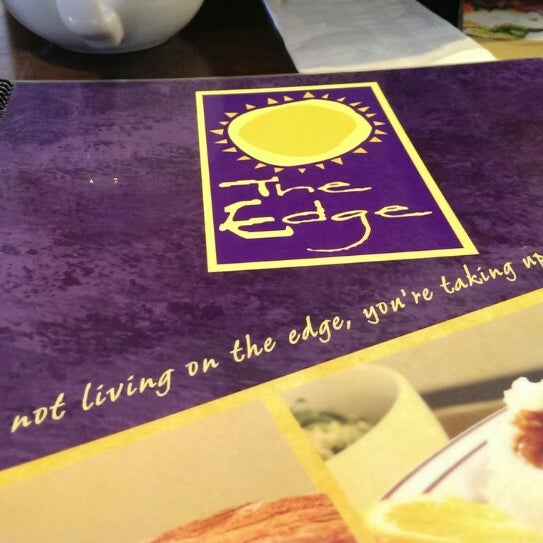 The
Edge
not living on the edge, you're taking up